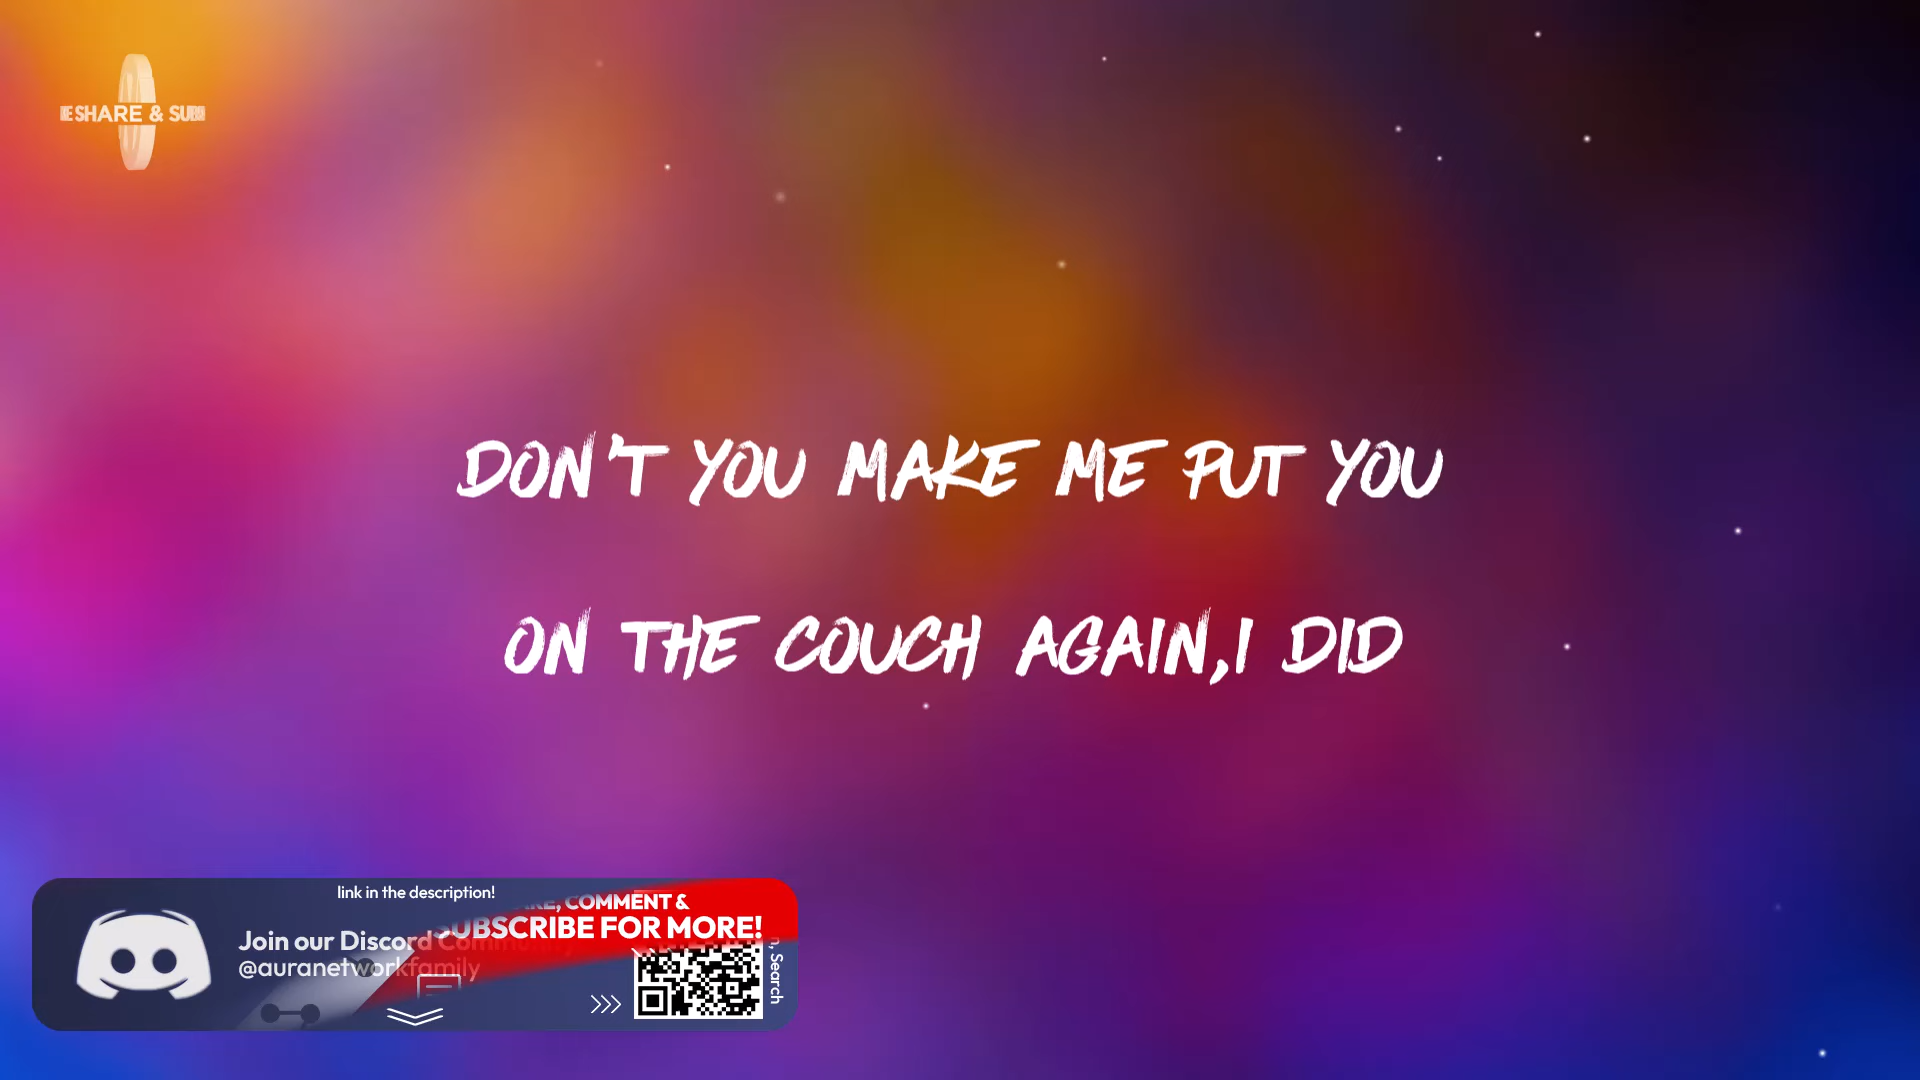 SHARE & SU
DON'T YOU MAKE ME PUT YOU
ON THE COUCH AGAIN,I DID
link in the description!
COMMENT &
SUBSCRIBE FOR MORE!
Join our Discord
@auranetworkfamily
Search